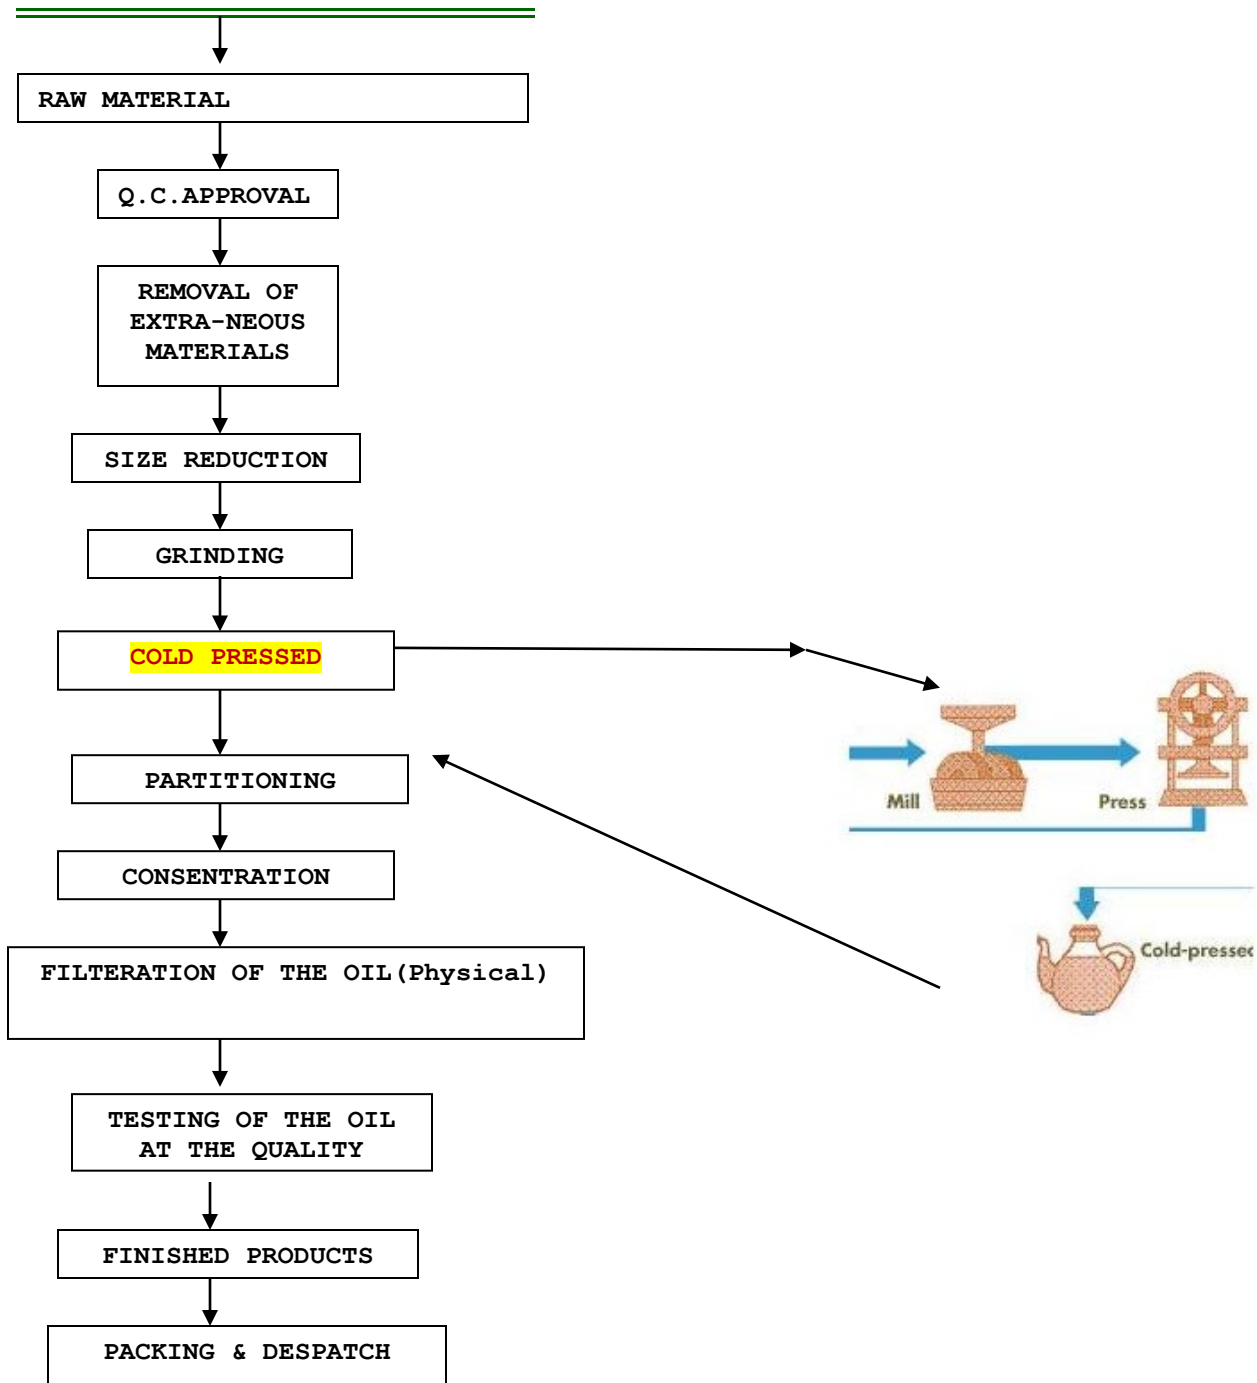 RAW MATERIAL
Q.C.APPROVAL
REMOVAL OF
EXTRA-NEOUS
MATERIALS
SIZE REDUCTION
GRINDING
COLD PRESSED
Mill
Press
PARTITIONING
CONSENTRATION
Cold-pressed
FILTERATION OF THE OIL(Physical)
TESTING OF THE OIL
AT THE QUALITY
FINISHED PRODUCTS
PACKING & DESPATCH